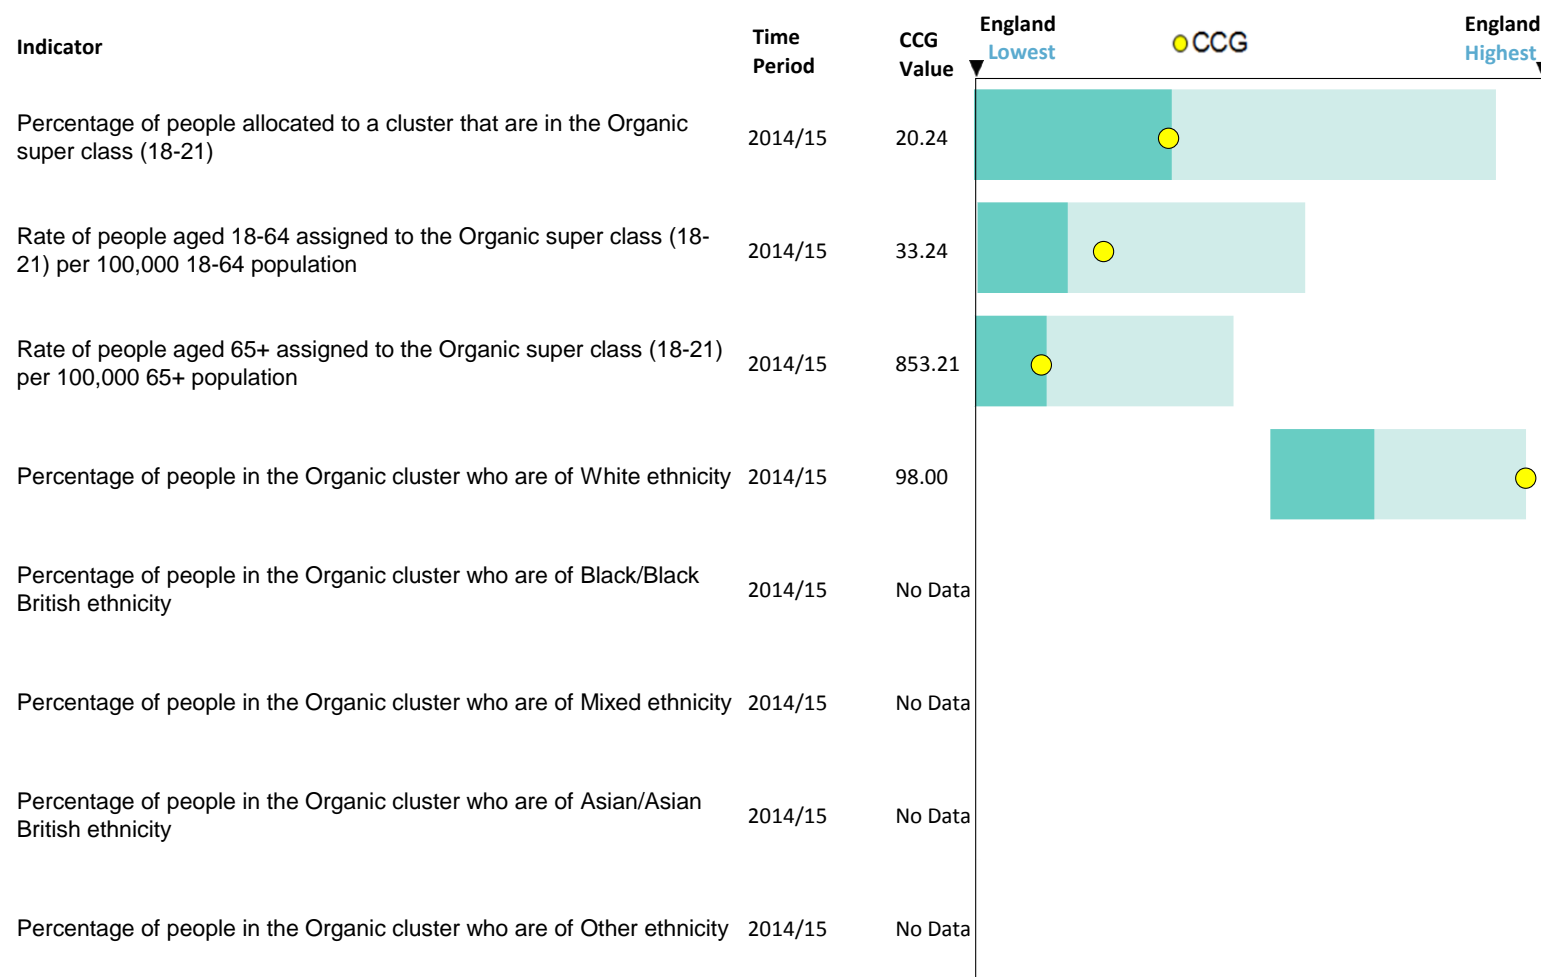 Indicator
Time
Period
CCG
Value
England
Lowest
CCG
England
Highest
Percentage of people allocated to a cluster that are in the Organic
super class (18-21)
2014/15
20.24
Rate of people aged 18-64 assigned to the Organic super class (18-
21) per 100,000 18-64 population
2014/15
33.24
Rate of people aged 65+ assigned to the Organic super class (18-21)
per 100,000 65+ population
2014/15
853.21
Percentage of people in the Organic cluster who are of White ethnicity
2014/15
98.00
Percentage of people in the Organic cluster who are of Black/Black
British ethnicity
2014/15
No Data
Percentage of people in the Organic cluster who are of Mixed ethnicity
2014/15
No Data
Percentage of people in the Organic cluster who are of Asian/Asian
British ethnicity
2014/15
No Data
Percentage of people in the Organic cluster who are of Other ethnicity
2014/15
No Data